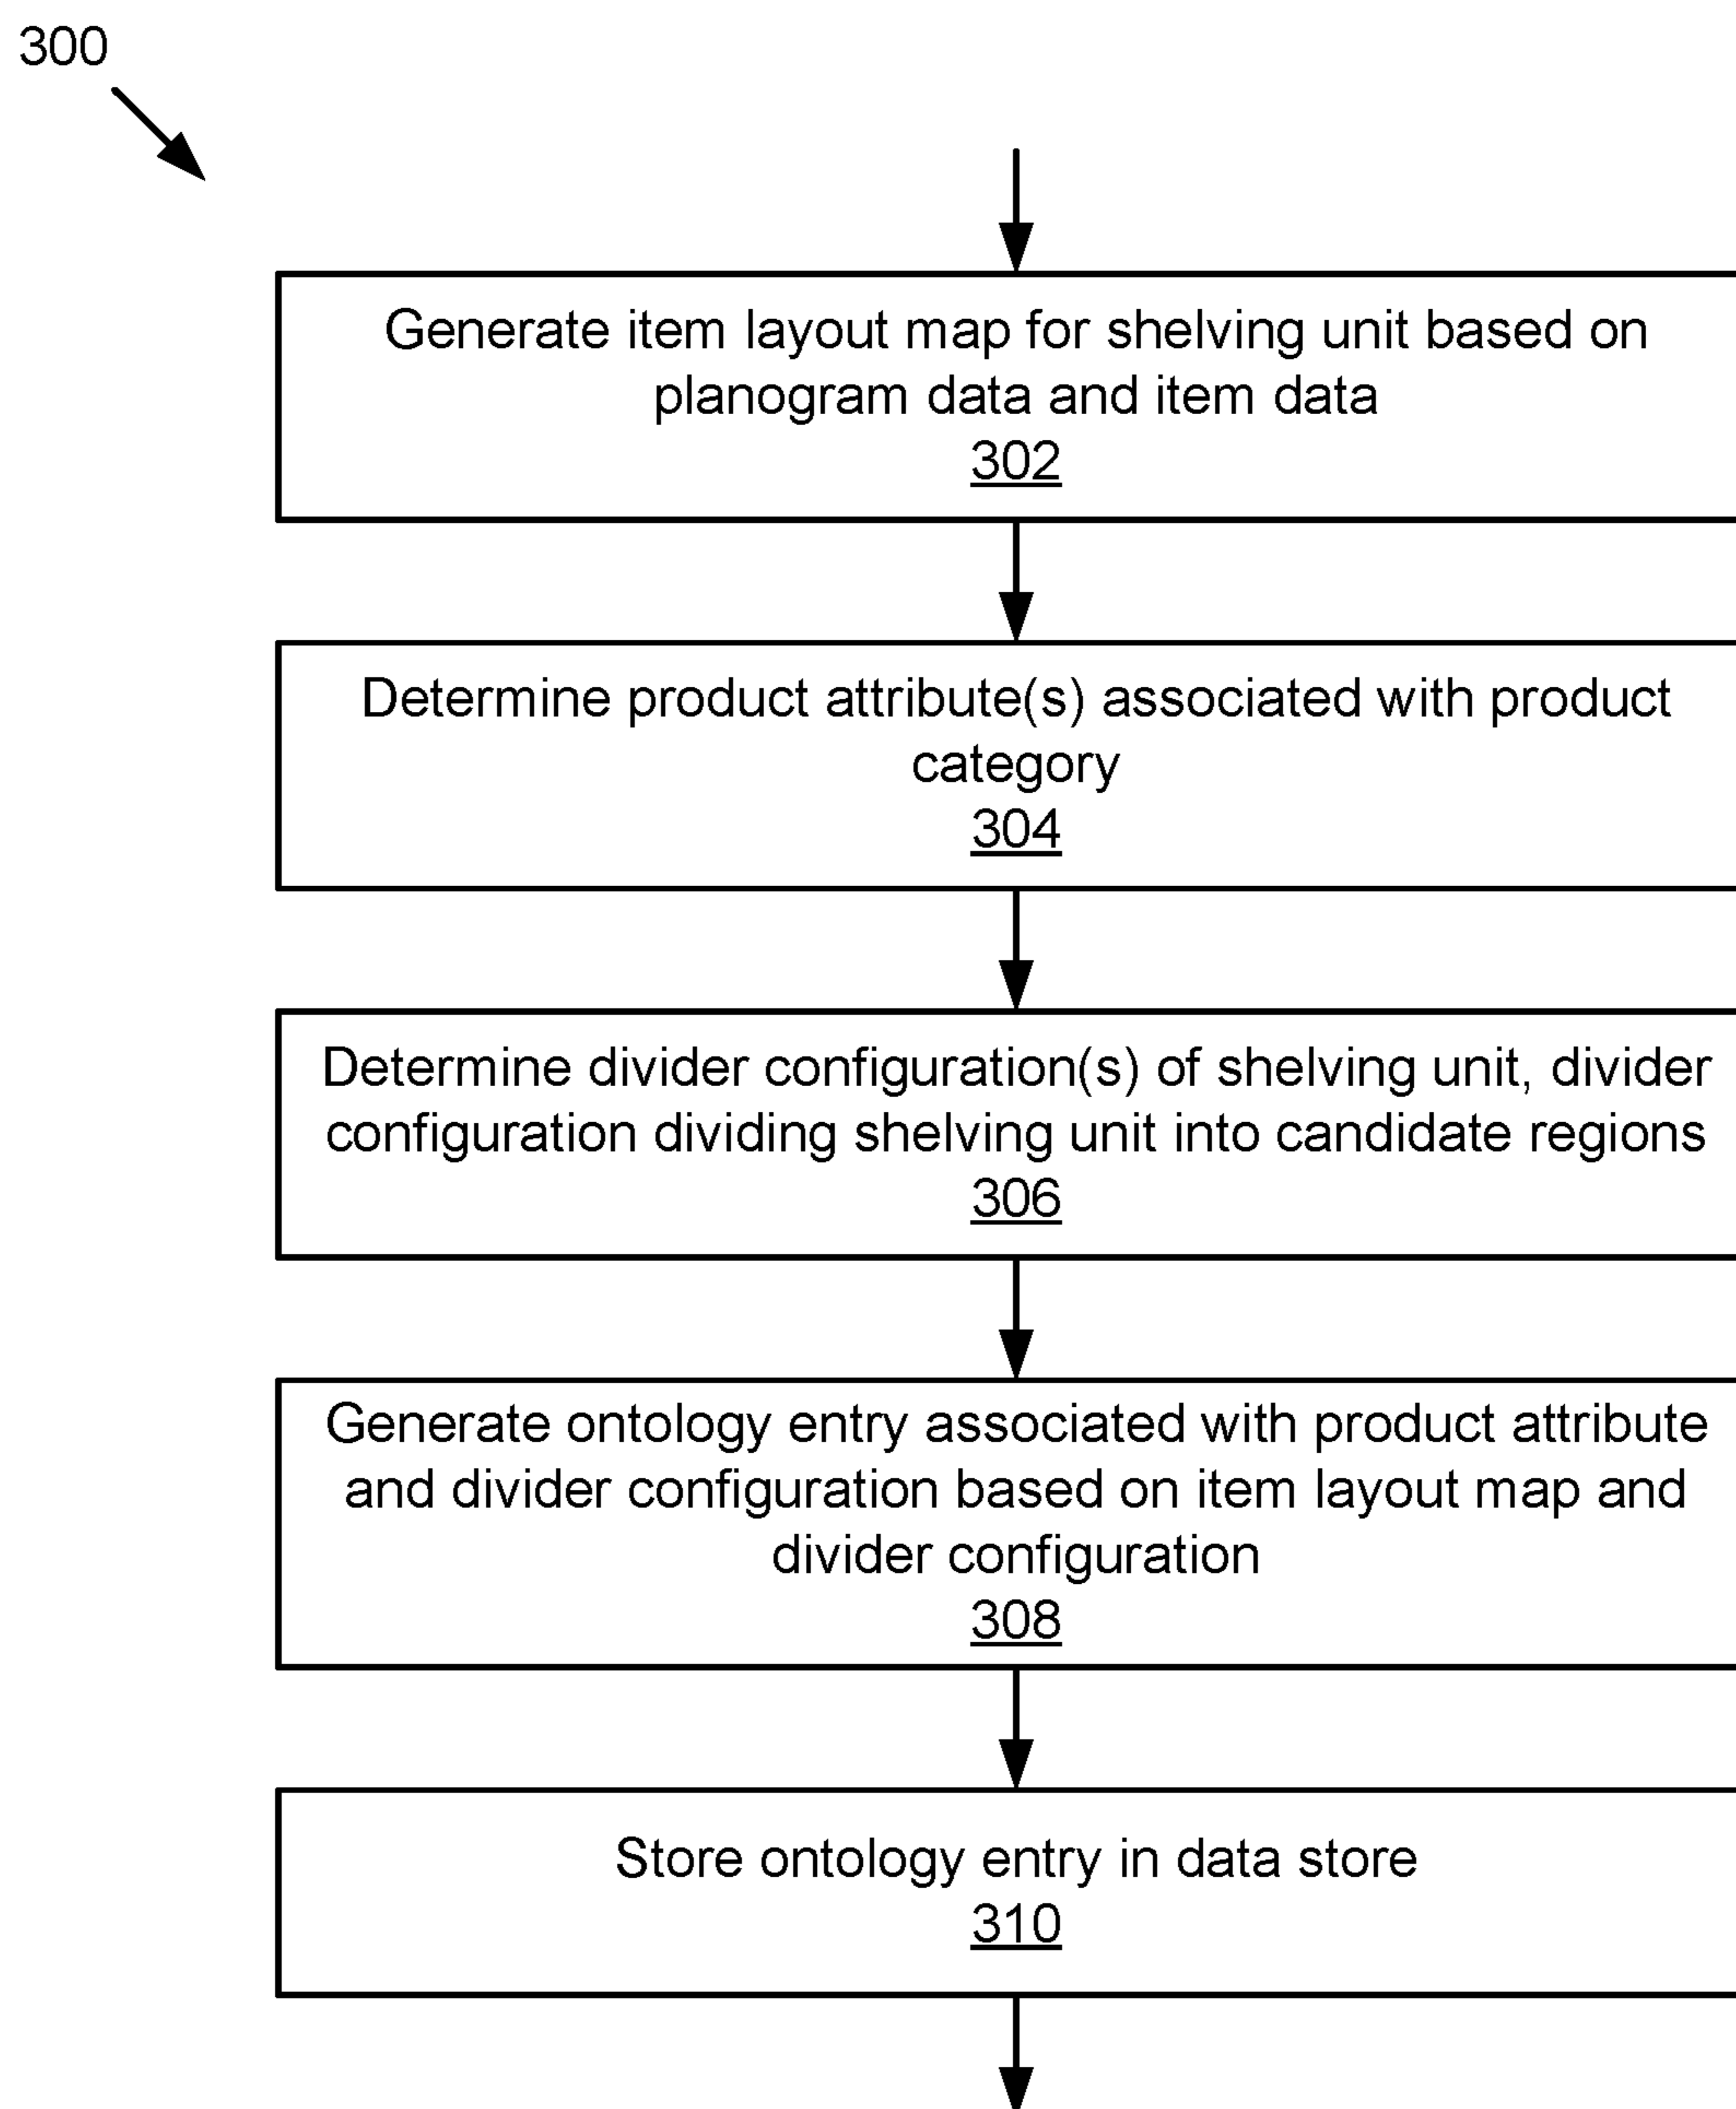 300
Generate item layout map for shelving unit based on
planogram data and item data
302
Determine product attribute(s) associated with product
category
304
Determine divider configuration(s) of shelving unit, divider
configuration dividing shelving unit into candidate regions
306
Generate ontology entry associated with product attribute
and divider configuration based on item layout map and
divider configuration
308
Store ontology entry in data store
310